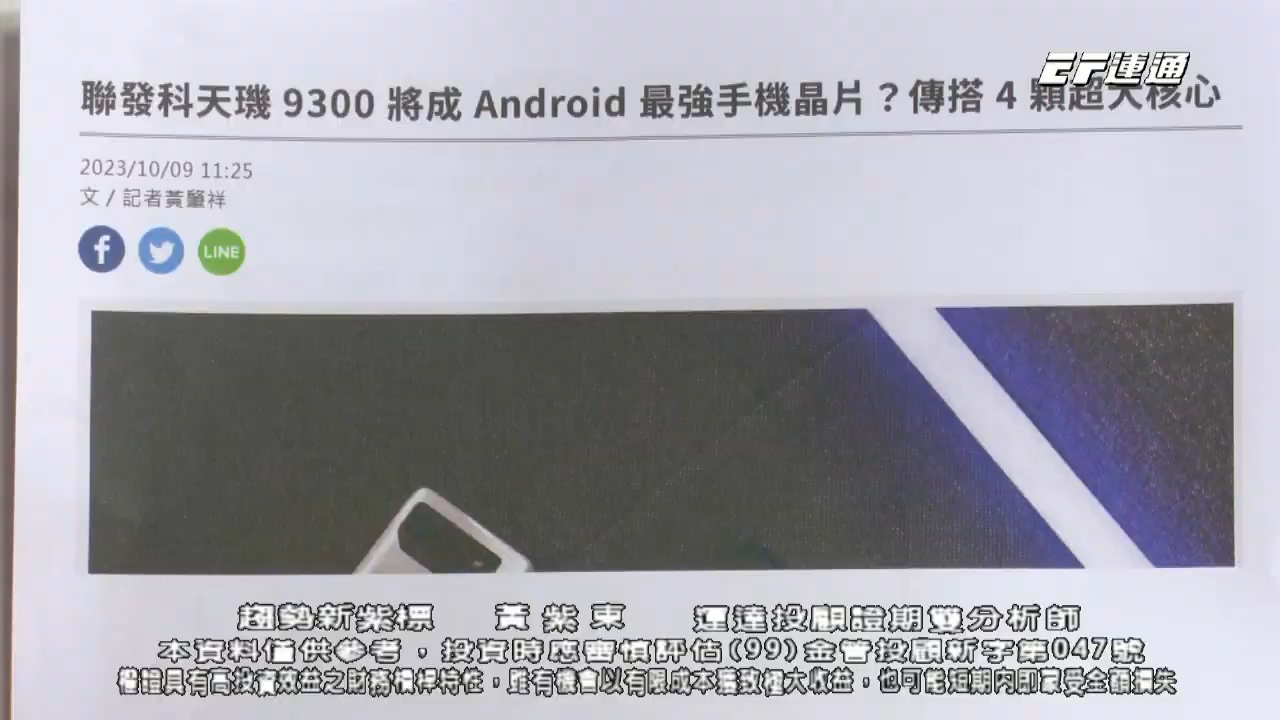 EF運通
聯發科天璣 9300 將成 Android 最強手機晶片？傳搭 4 顆超大核心
2023/10/09 11:25
文 / 記者黃肇祥
f
LINE
趨勢新紫標 黃紫東 運達投顧證期雙分析師
本資料僅供參考，投資時應審慎評估(99)金管投顧新字第047號
權證具有高投資效益之財務槓桿特性，雖有機會以有限成本獲致極大收益，也可能短期內即蒙受全額損失